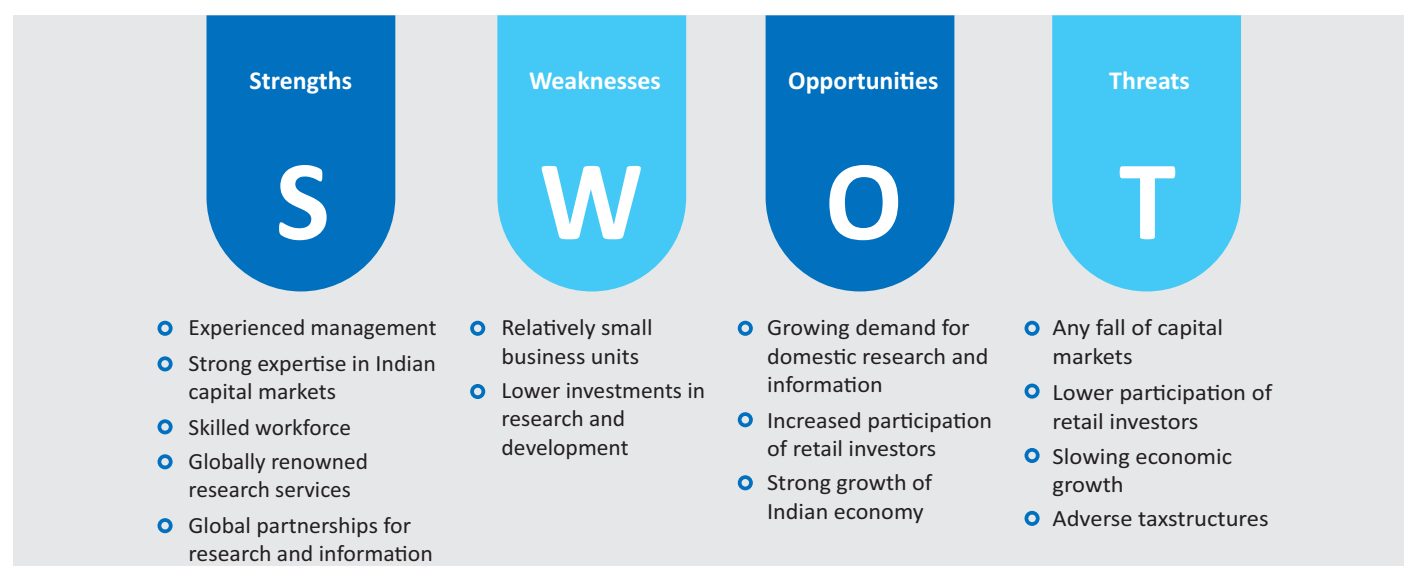 Strengths
S
Experienced management
Strong expertise in Indian
capital markets
Skilled workforce
Globally renowned
research services
Global partnerships for
research and information
Weaknesses
W
Relatively small
business units
Lower investments in
research and
development
Opportunities
O
Growing demand for
domestic research and
information
Increased participation
of retail investors
Strong growth of
Indian economy
Threats
T
Any fall of capital
markets
Lower participation of
retail investors
Slowing economic
growth
Adverse taxstructures